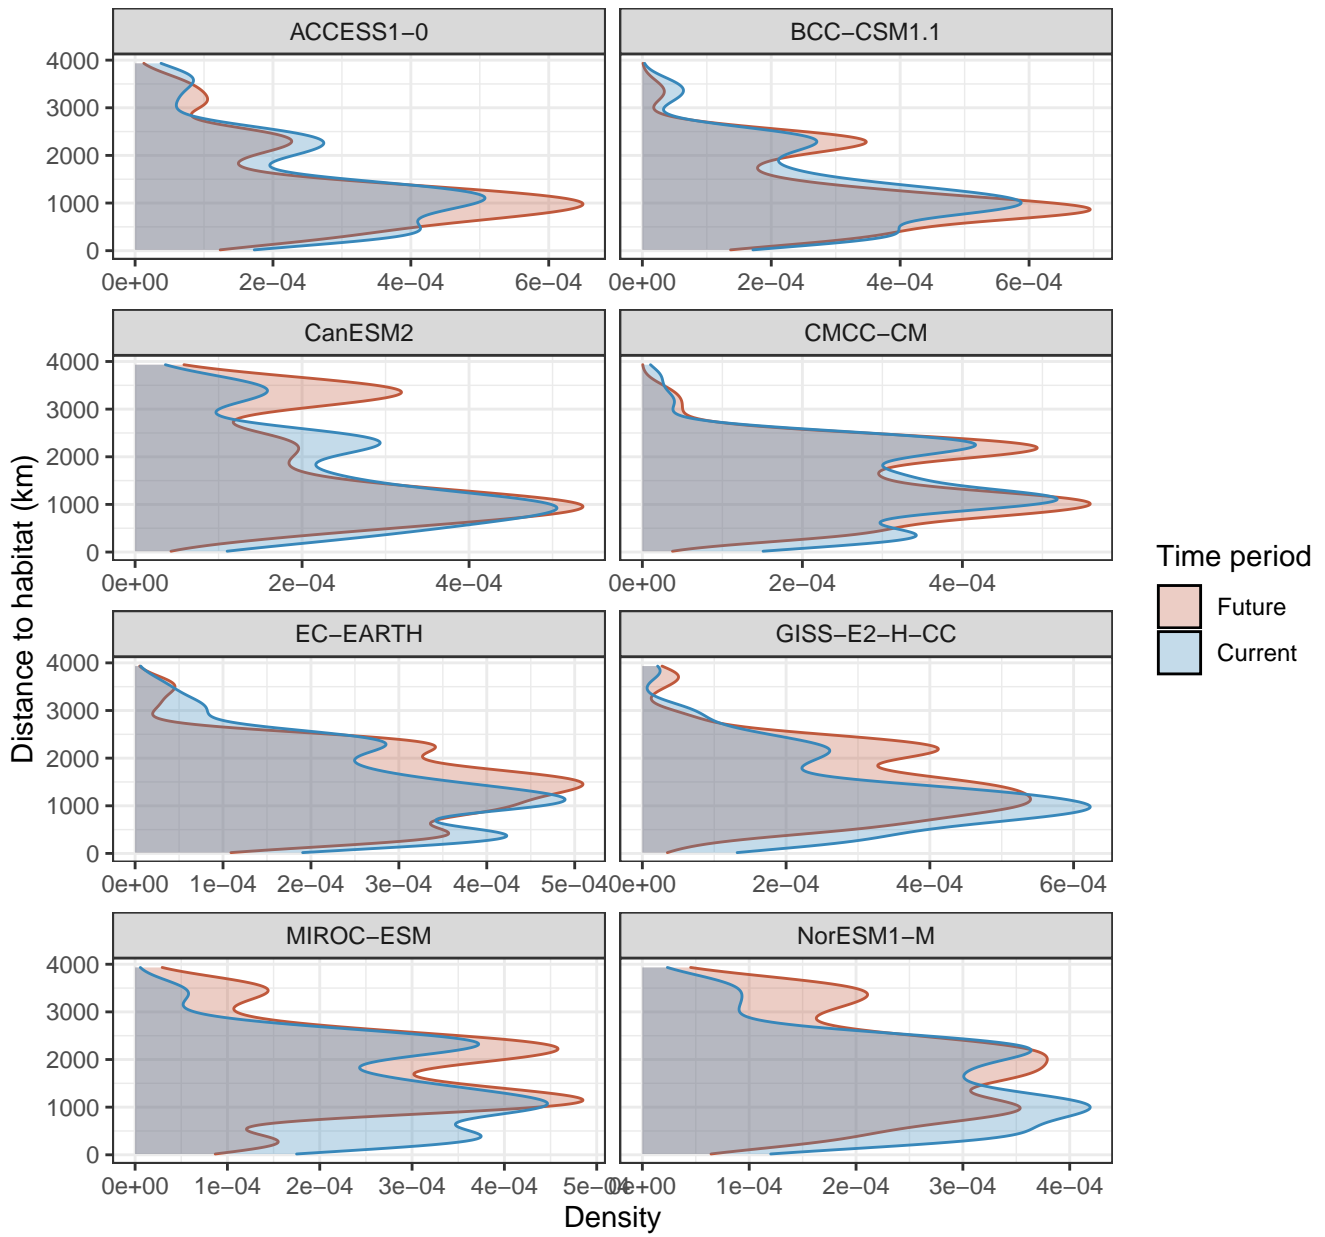 ACCESS1−0
BCC−CSM1.1
4000
3000
2000
1000
0
0e+00 2e−04 4e−04 6e−04
0e+00 2e−04 4e−04 6e−04
CanESM2
CMCC−CM
4000
3000
2000
1000
0
0e+00 2e−04 4e−04
0e+00 2e−04 4e−04
EC−EARTH
GISS−E2−H−CC
4000
3000
2000
1000
0
0e+00 1e−04 2e−04 3e−04 4e−04 5e−04
0e+00 2e−04 4e−04 6e−04
MIROC−ESM
NorESM1−M
4000
3000
2000
1000
0
0e+00 1e−04 2e−04 3e−04 4e−04 5e−04
0e+00 1e−04 2e−04 3e−04 4e−04
Density
Distance to habitat (km)
Time period
Future
Current